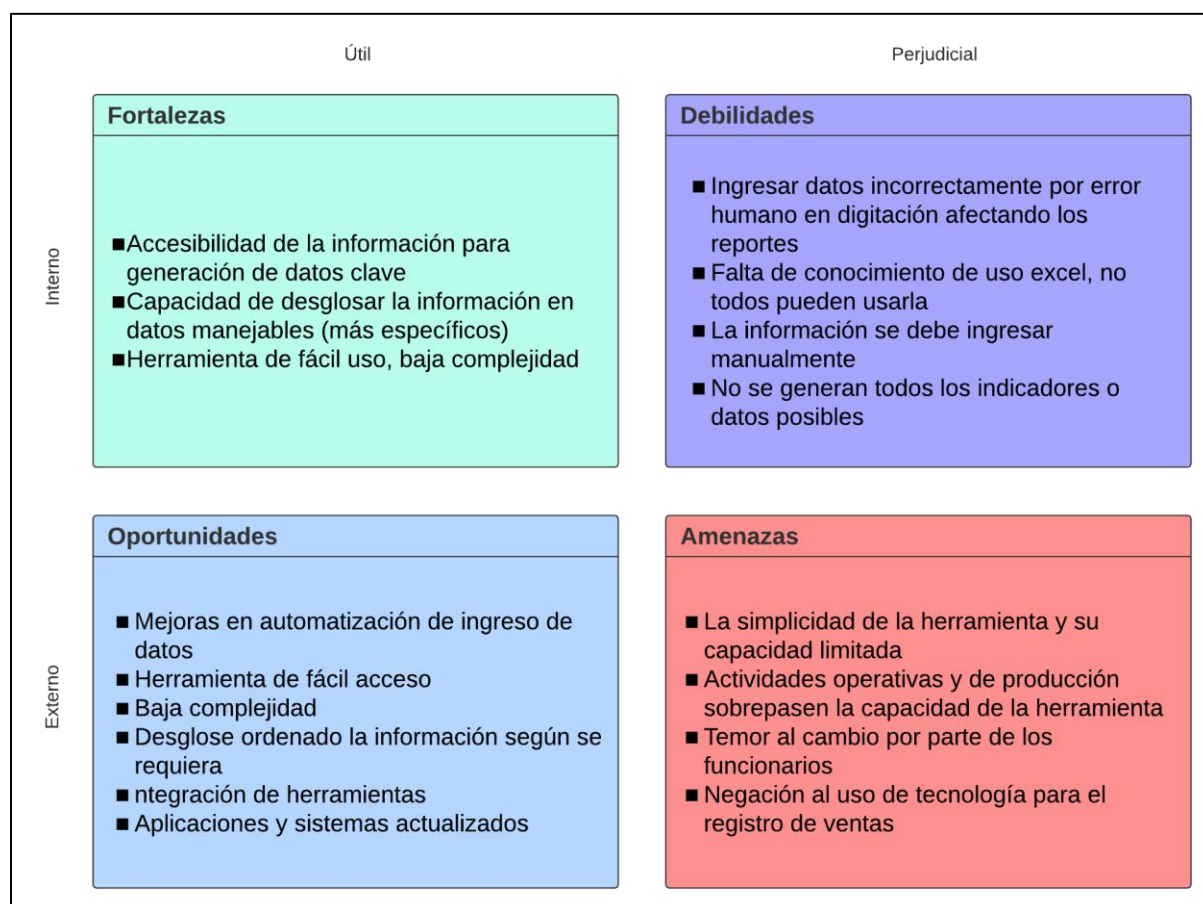 Útil
Perjudicial
Interno
Fortalezas
■Accesibilidad de la información para
generación de datos clave
■Capacidad de desglosar la información en
datos manejables (más específicos)
■Herramienta de fácil uso, baja complejidad
Debilidades
■ Ingresar datos incorrectamente por error
humano en digitación afectando los
reportes
■ Falta de conocimiento de uso excel, no
todos pueden usarla
■ La información se debe ingresar
manualmente
■ No se generan todos los indicadores o
datos posibles
Externo
Oportunidades
■ Mejoras en automatización de ingreso de
datos
■ Herramienta de fácil acceso
■ Baja complejidad
■ Desglose ordenado la información según se
requiera
■ ntegración de herramientas
■ Aplicaciones y sistemas actualizados
Amenazas
■ La simplicidad de la herramienta y su
capacidad limitada
■ Actividades operativas y de producción
sobrepasen la capacidad de la herramienta
■ Temor al cambio por parte de los
funcionarios
■ Negación al uso de tecnología para el
registro de ventas